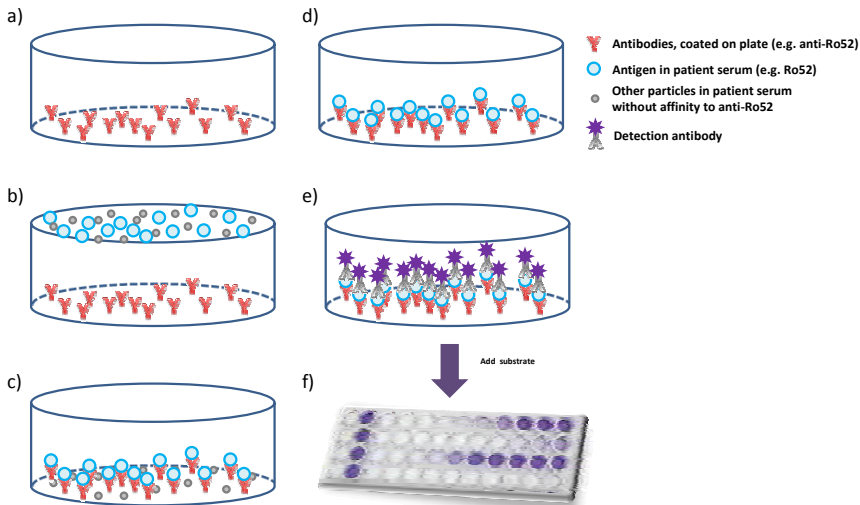 a)
d)
Antibodies, coated on plate (e.g. anti-Ro52)
Antigen in patient serum (e.g. Ro52)
Other particles in patient serum
without affinity to anti-Ro52
Detection antibody
b)
e)
Add substrate
c)
f)